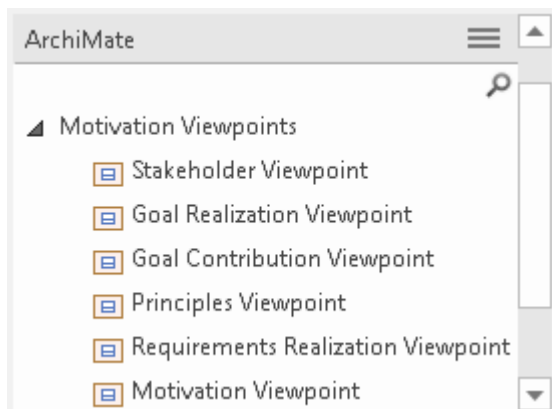 ArchiMate
Motivation Viewpoints
Stakeholder Viewpoint
Goal Realization Viewpoint
Goal Contribution Viewpoint
Principles Viewpoint
Requirements Realization Viewpoint
Motivation Viewpoint